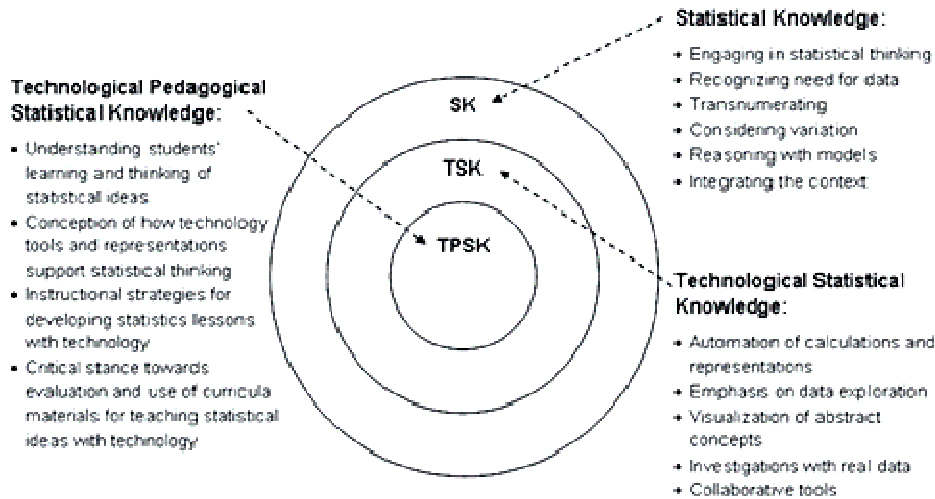 Statistical Knowledge:
• Engaging in statistical thinking
• Recognizing need for data
• Transnumerating
• Considering variation
• Reasoning with models
• Integrating the context
Technological Pedagogical
Statistical Knowledge:
• Understanding students'
learning and thinking of
statistical ideas
• Conception of how technology
tools and representations
support statistical thinking
• Instructional strategies for
developing statistics lessons
with technology
• Critical stance towards
evaluation and use of curricula
materials for teaching statistical
ideas with technology
SK
TSK
TPSK
Technological Statistical
Knowledge:
• Automation of calculations and
representations
• Emphasis on data exploration
• Visualization of abstract
concepts
• Investigations with real data
• Collaborative tools